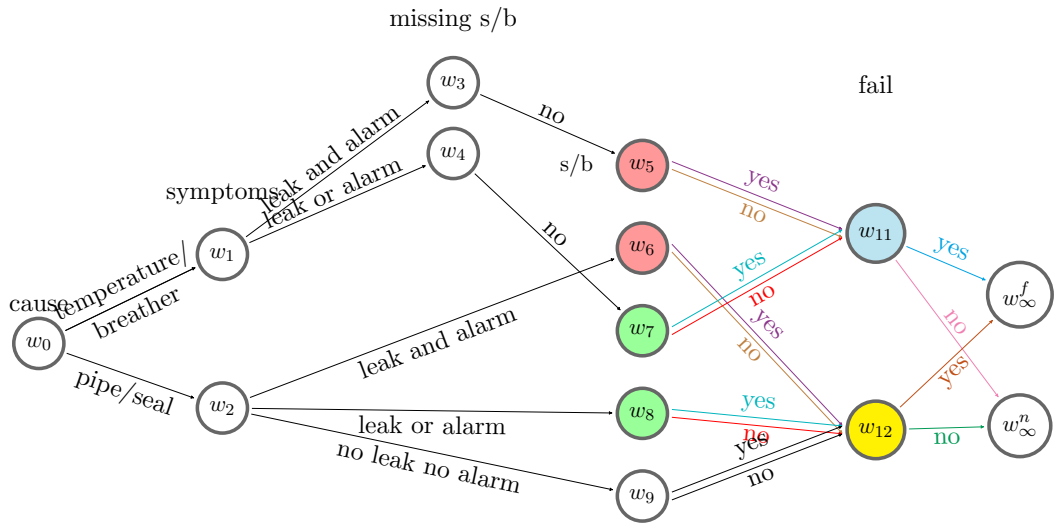 missing s/b
fail
w3
leak and alarm
no
w4
s/b
w5
symptoms
leak or alarm
yes
no
w1
no
w6
w11
yes
temperature/
breather
yes
no
cause
w∞^f
w0
w7
yes
no
no
pipe/seal
leak and alarm
yes
w2
w8
yes
no
w12
no
w∞^n
leak or alarm
no leak no alarm
yes
no
w9